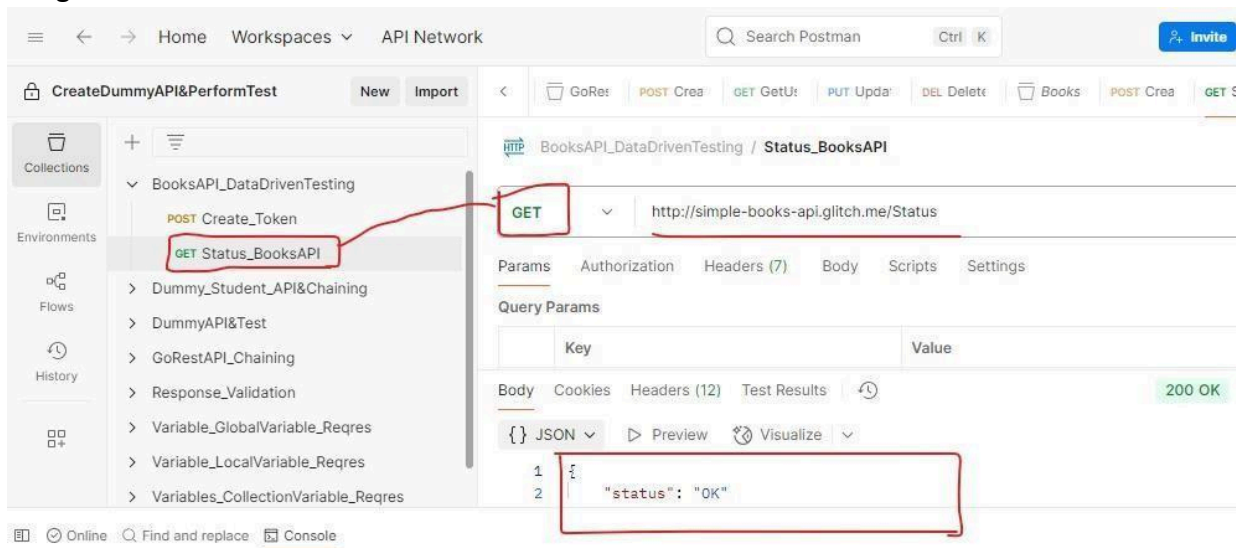 Home Workspaces API Network Search Postman Ctrl K Invite
CreateDummyAPI&PerformTest New Import
GoRes POST Crea GET GetU PUT Upda DEL Delete Books POST Crea GET S
Collections
Environments
Flows
History
BooksAPI_DataDrivenTesting
POST Create_Token
GET Status_BooksAPI
Dummy_Student_API&Chaining
DummyAPI&Test
GoRestAPI_Chaining
Response_Validation
Variable_GlobalVariable_Reqres
Variable_LocalVariable_Reqres
Variables_CollectionVariable_Reqres
HTTP BooksAPI_DataDrivenTesting / Status_BooksAPI
GET http://simple-books-api.glitch.me/Status
Params Authorization Headers (7) Body Scripts Settings
Query Params
Key Value
Body Cookies Headers (12) Test Results 200 OK
{} JSON Preview Visualize
1 {
2 "status": "OK"
Online Find and replace Console